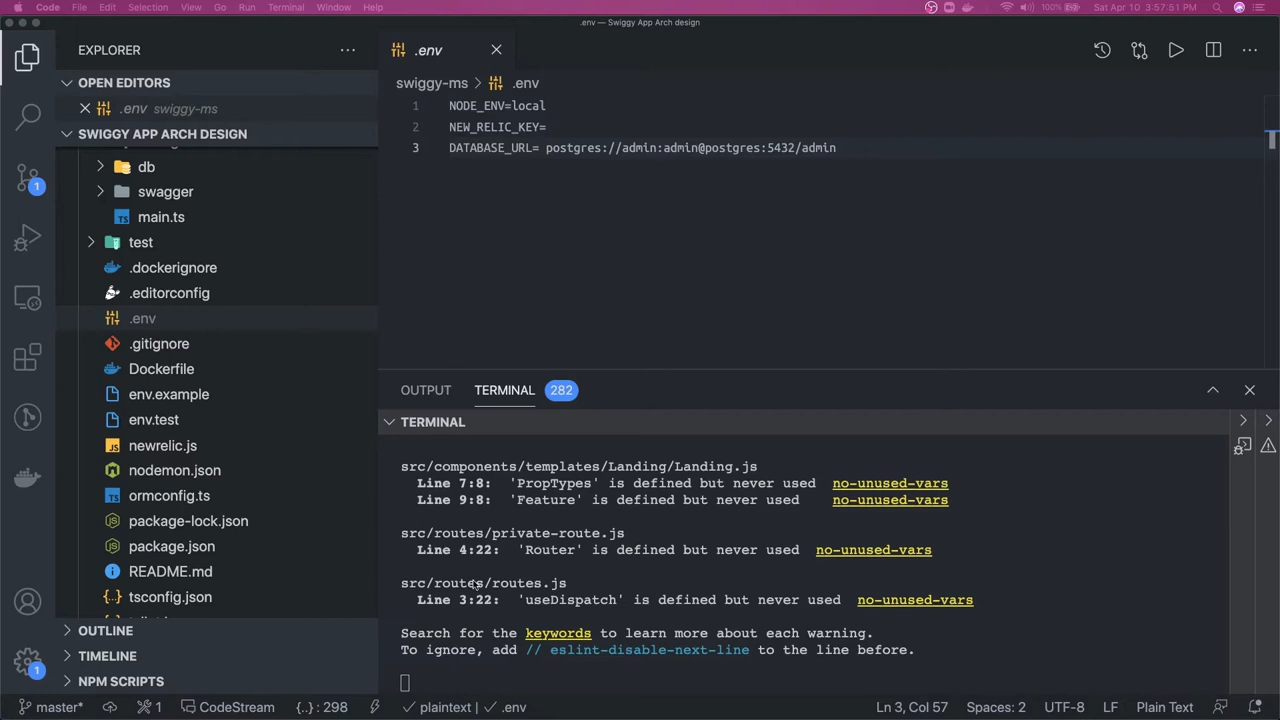 Code File Edit Selection View Go Run Terminal Window Help 100% Sat Apr 10 3:57:51 PM
.env — Swiggy App Arch design
EXPLORER
.env
OPEN EDITORS
swiggy-ms > .env
.env swiggy-ms
1 NODE_ENV=local
SWIGGY APP ARCH DESIGN
2 NEW_RELIC_KEY=
3 DATABASE_URL= postgres://admin:admin@postgres:5432/admin
db
swagger
1
TS main.ts
test
.dockerignore
.editorconfig
.env
.gitignore
Dockerfile
env.example
env.test
JS newrelic.js
nodemon.json
TS ormconfig.ts
package-lock.json
package.json
README.md
tsconfig.json
OUTLINE
TIMELINE
NPM SCRIPTS
1
OUTPUT TERMINAL 282
TERMINAL
src/components/templates/Landing/Landing.js
Line 7:8: 'PropTypes' is defined but never used no-unused-vars
Line 9:8: 'Feature' is defined but never used no-unused-vars
src/routes/private-route.js
Line 4:22: 'Router' is defined but never used no-unused-vars
src/routes/routes.js
Line 3:22: 'useDispatch' is defined but never used no-unused-vars
Search for the keywords to learn more about each warning.
To ignore, add // eslint-disable-next-line to the line before.
master* 1 CodeStream {..} : 298 plaintext | .env Ln 3, Col 57 Spaces: 2 UTF-8 LF Plain Text